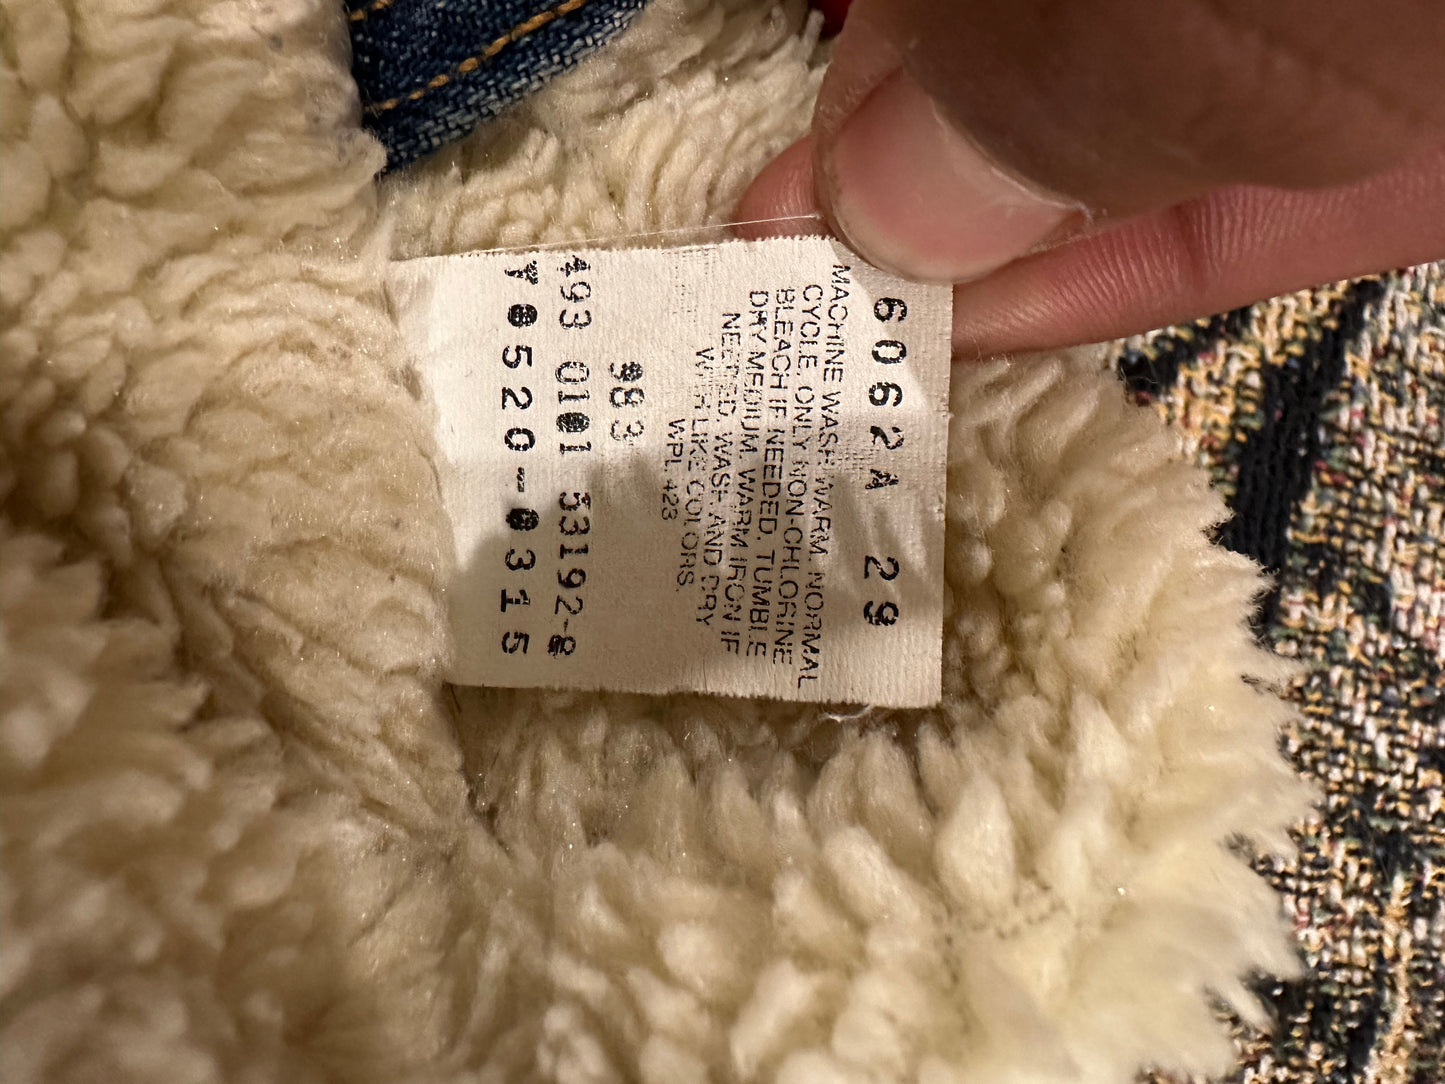 6062A 29
MACHINE WASH WARM, NORMAL
CYCLE. ONLY NON-CHLORINE
BLEACH IF NEEDED. TUMBLE
DRY MEDIUM. WARM IRON IF
NEEDED. WASH AND DRY
WITH LIKE COLORS.
WPL 423
983
493 0101 53192-8
Y0520-0315